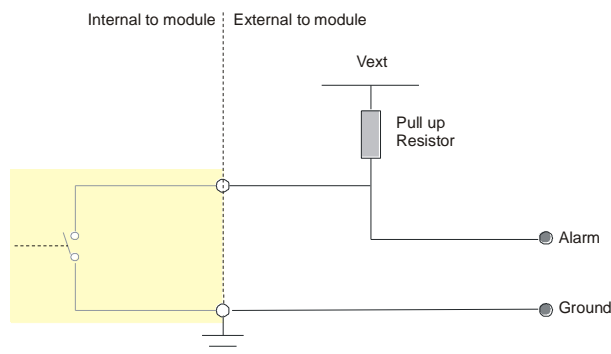 Internal to module External to module
Vext
Pull up
Resistor
Alarm
Ground